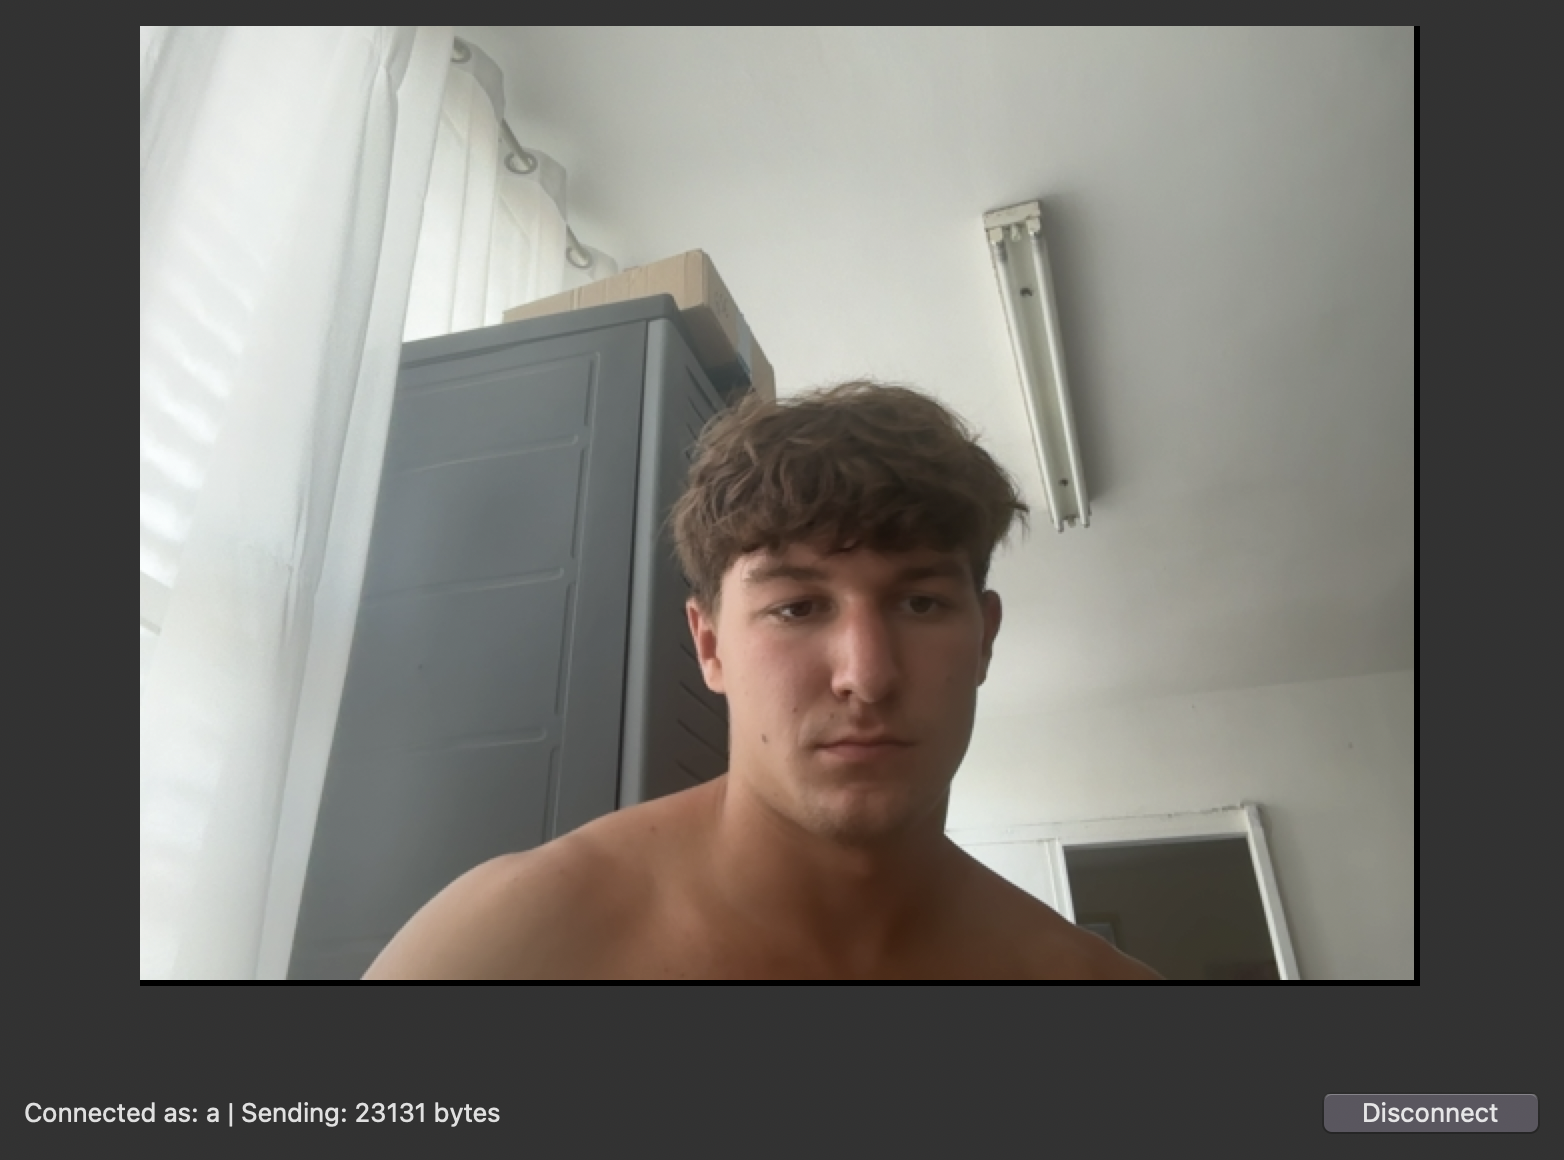 Connected as: a | Sending: 23131 bytes
Disconnect